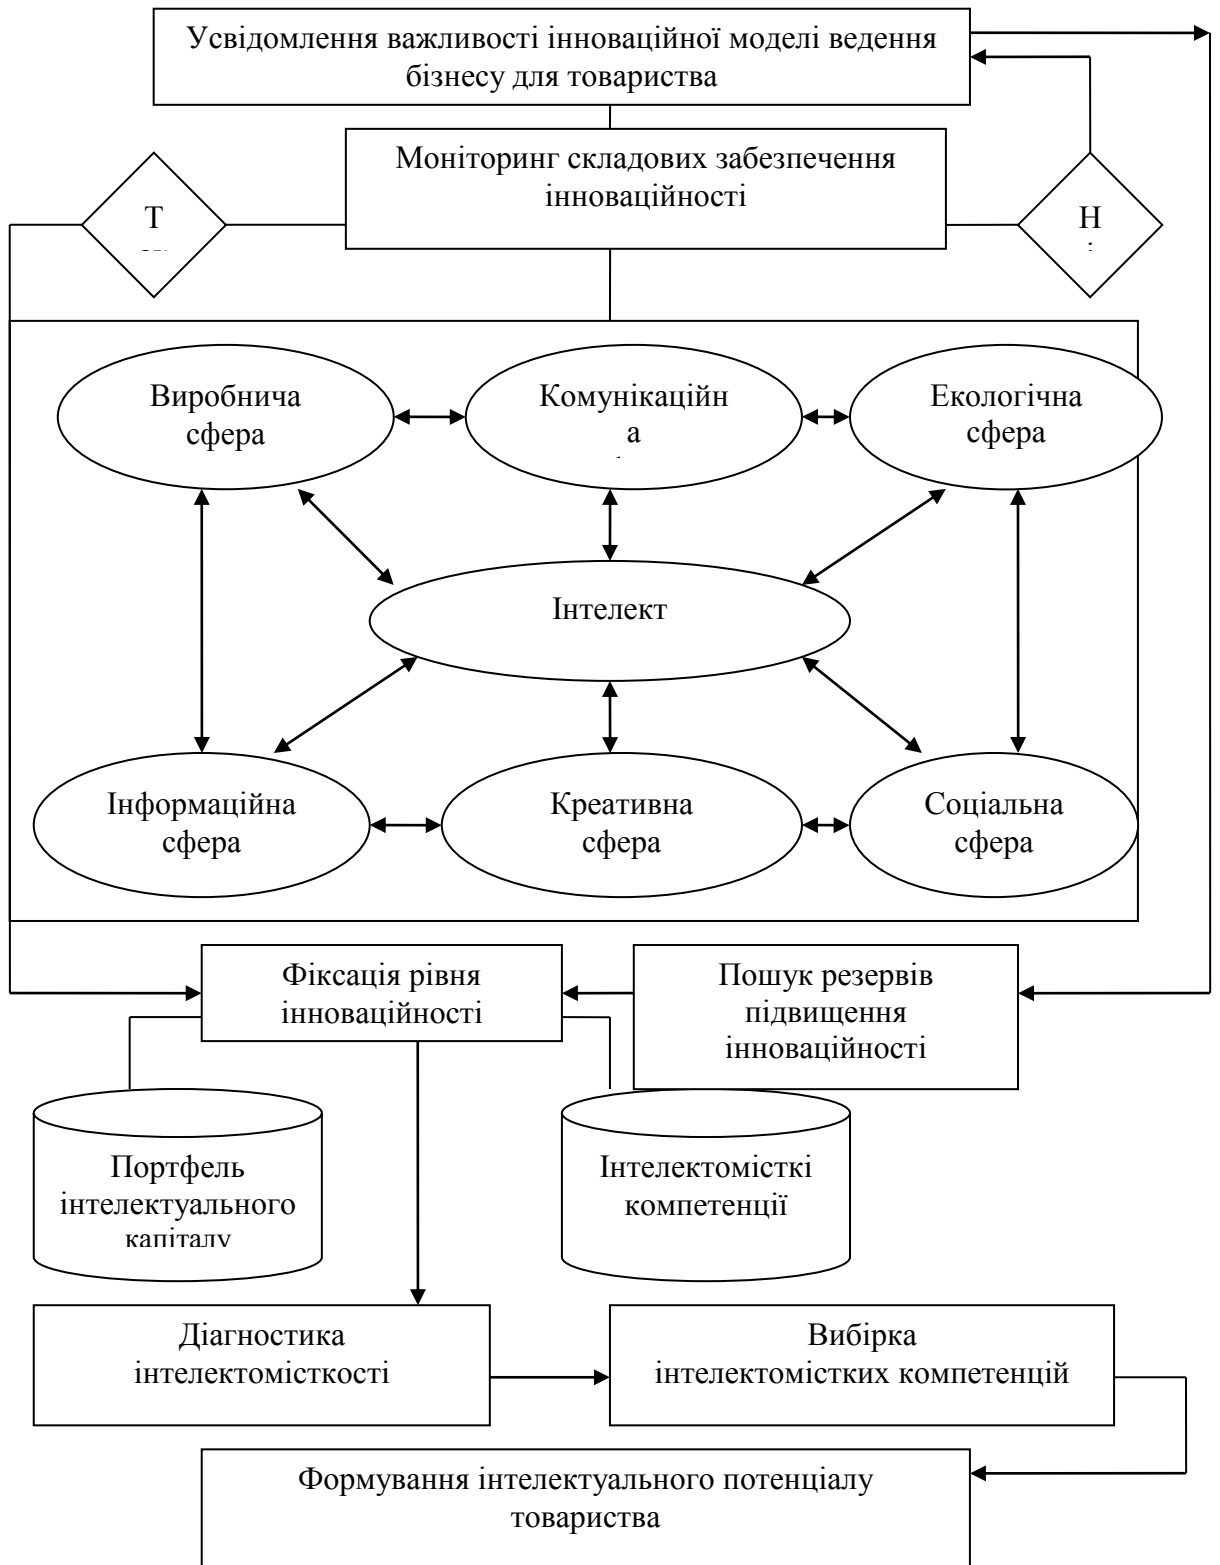 Усвідомлення важливості інноваційної моделі ведення
бізнесу для товариства
Моніторинг складових забезпечення
інноваційності
Т
Н
Виробнича
сфера
Комунікаційн
а
Екологічна
сфера
Інтелект
Інформаційна
сфера
Креативна
сфера
Соціальна
сфера
Фіксація рівня
інноваційності
Пошук резервів
підвищення
інноваційності
Портфель
інтелектуального
капіталу
Інтелектомісткі
компетенції
Діагностика
інтелектомісткості
Вибірка
інтелектомістких компетенцій
Формування інтелектуального потенціалу
товариства